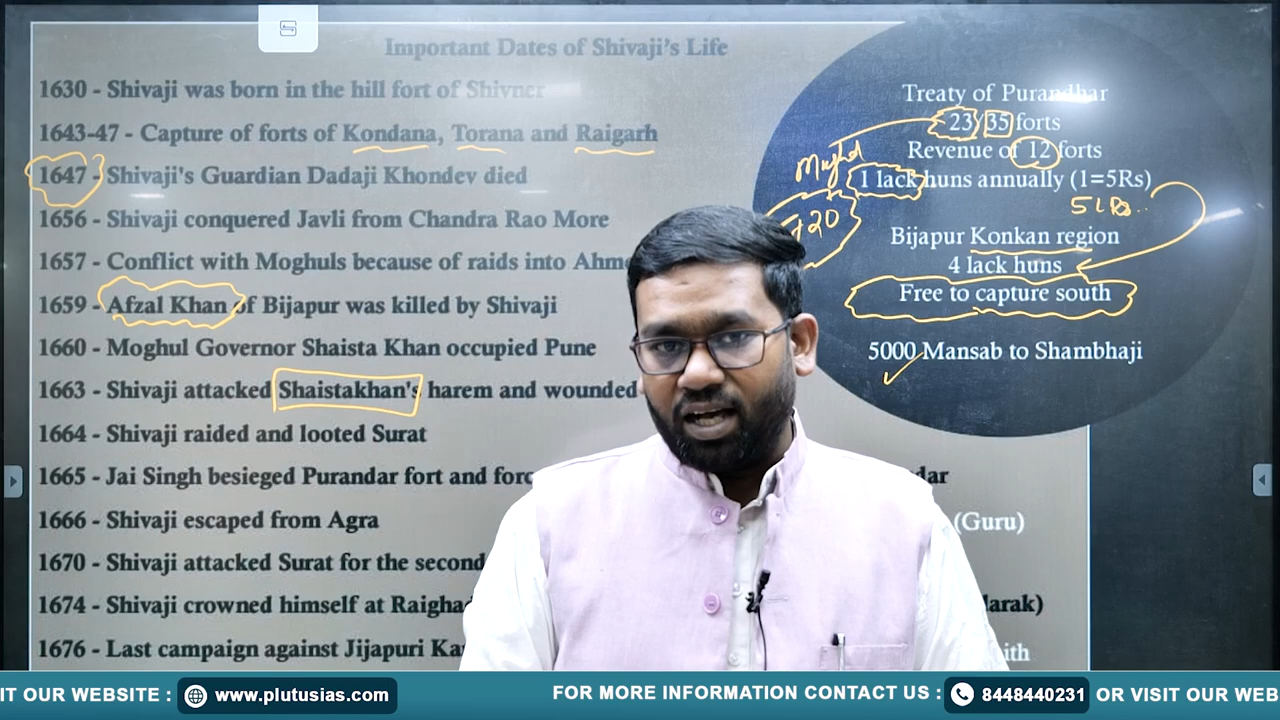 Important Dates of Shivaji's Life
1630 - Shivaji was born in the hill fort of Shivner
1643-47 - Capture of forts of Kondana, Torana and Raigarh
1647 - Shivaji's Guardian Dadaji Khondev died
1656 - Shivaji conquered Javli from Chandra Rao More
1657 - Conflict with Moghuls because of raids into Ahme
1659 - Afzal Khan of Bijapur was killed by Shivaji
1660 - Moghul Governor Shaista Khan occupied Pune
1663 - Shivaji attacked Shaistakhan's harem and wounded
1664 - Shivaji raided and looted Surat
1665 - Jai Singh besieged Purandar fort and forc dar
1666 - Shivaji escaped from Agra (Guru)
1670 - Shivaji attacked Surat for the second
1674 - Shivaji crowned himself at Raigha darak)
1676 - Last campaign against Jijapuri Ka ith
Treaty of Purandhar
23/35 forts
Revenue of 12 forts
1 lack huns annually (1=5Rs)
5L Rs..
Bijapur Konkan region
4 lack huns
Free to capture south
5000 Mansab to Shambhaji
IT OUR WEBSITE : www.plutusias.com FOR MORE INFORMATION CONTACT US : 8448440231 OR VISIT OUR WEB